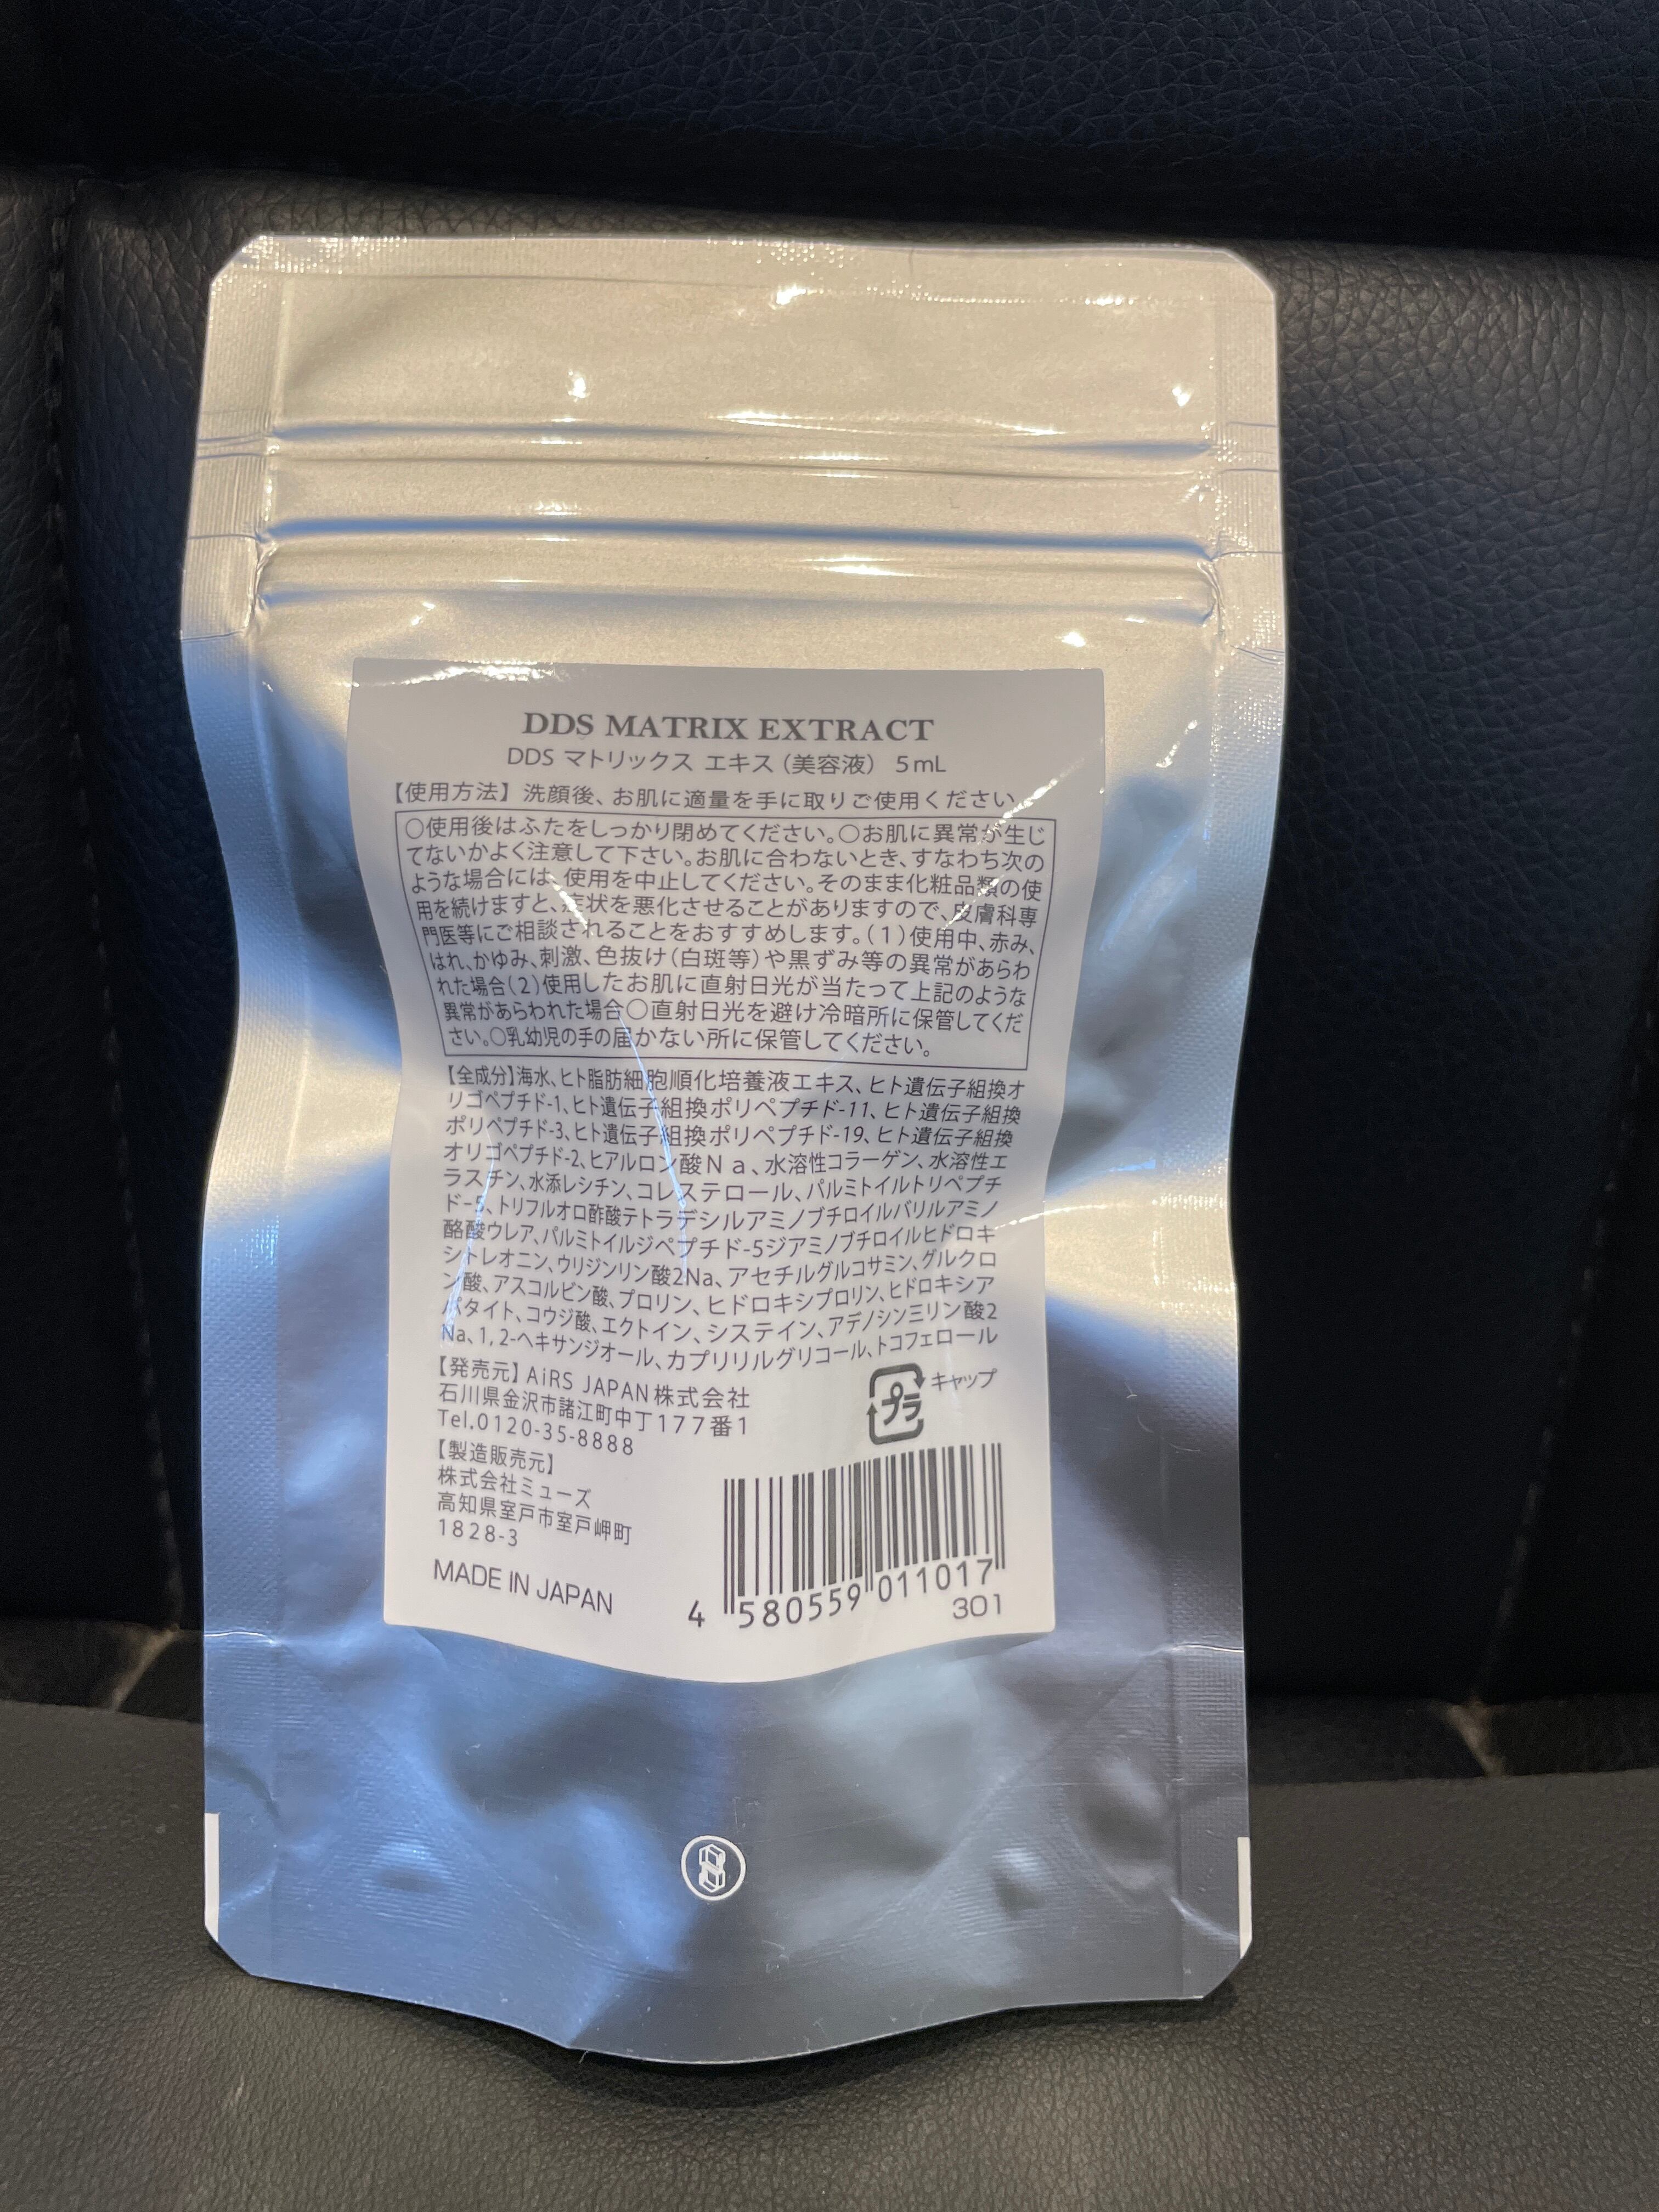 DDS MATRIX EXTRACT
DDS マトリックス エキス（美容液） 5mL
【使用方法】洗顔後、お肌に適量を手に取りご使用ください。
○使用後はふたをしっかり閉めてください。○お肌に異常が生じ
てないかよく注意して下さい。お肌に合わないとき、すなわち次の
ような場合には、使用を中止してください。そのまま化粧品類の使
用を続けますと、症状を悪化させることがありますので、皮膚科専
門医等にご相談されることをおすすめします。（1）使用中、赤み、
はれ、かゆみ、刺激、色抜け（白斑等）や黒ずみ等の異常があらわ
れた場合（2）使用したお肌に直射日光が当たって上記のような
異常があらわれた場合○直射日光を避け冷暗所に保管してくだ
さい。○乳幼児の手の届かない所に保管してください。
【全成分】海水、ヒト脂肪細胞順化培養液エキス、ヒト遺伝子組換オ
リゴペプチド-1、ヒト遺伝子組換ポリペプチド-11、ヒト遺伝子組換
ポリペプチド-3、ヒト遺伝子組換ポリペプチド-19、ヒト遺伝子組換
オリゴペプチド-2、ヒアルロン酸Ｎａ、水溶性コラーゲン、水溶性エ
ラスチン、水添レシチン、コレステロール、パルミトイルトリペプチ
ド-5、トリフルオロ酢酸テトラデシルアミノブチロイルバリルアミノ
酪酸ウレア、パルミトイルジペプチド-5ジアミノブチロイルヒドロキ
シトレオニン、ウリジンリン酸2Na、アセチルグルコサミン、グルクロ
ン酸、アスコルビン酸、プロリン、ヒドロキシプロリン、ヒドロキシア
パタイト、コウジ酸、エクトイン、システイン、アデノシン三リン酸2
Na、1, 2-ヘキサンジオール、カプリリルグリコール、トコフェロール
【発売元】AiRS JAPAN株式会社
石川県金沢市諸江町中丁177番1
Tel.0120-35-8888
プラ キャップ
【製造販売元】
株式会社ミューズ
高知県室戸市室戸岬町
1828-3
MADE IN JAPAN
4 580559 011017
301